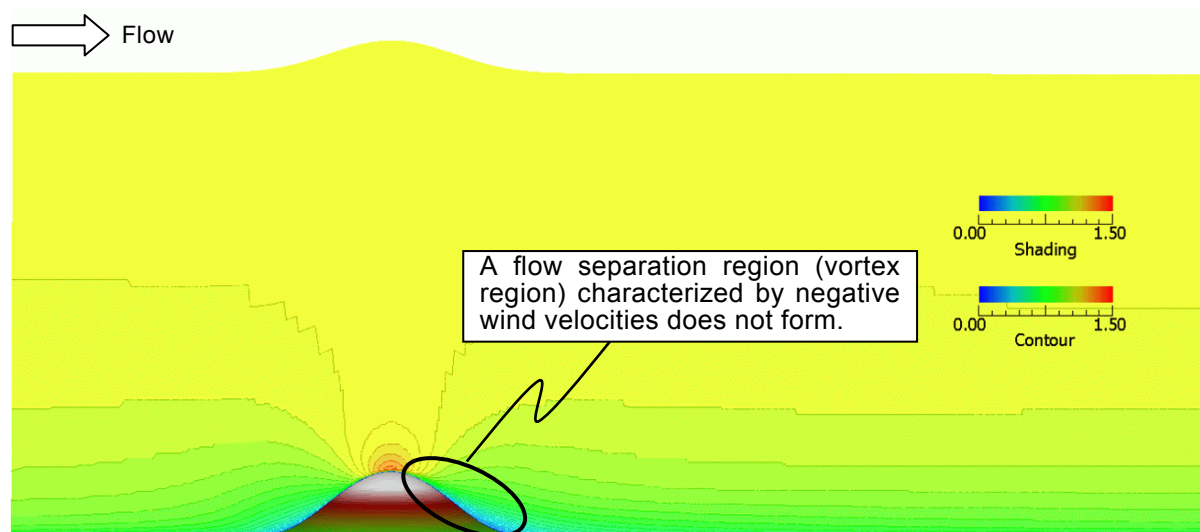 Flow
A flow separation region (vortex
region) characterized by negative
wind velocities does not form.
0.00 1.50
Shading
0.00 1.50
Contour